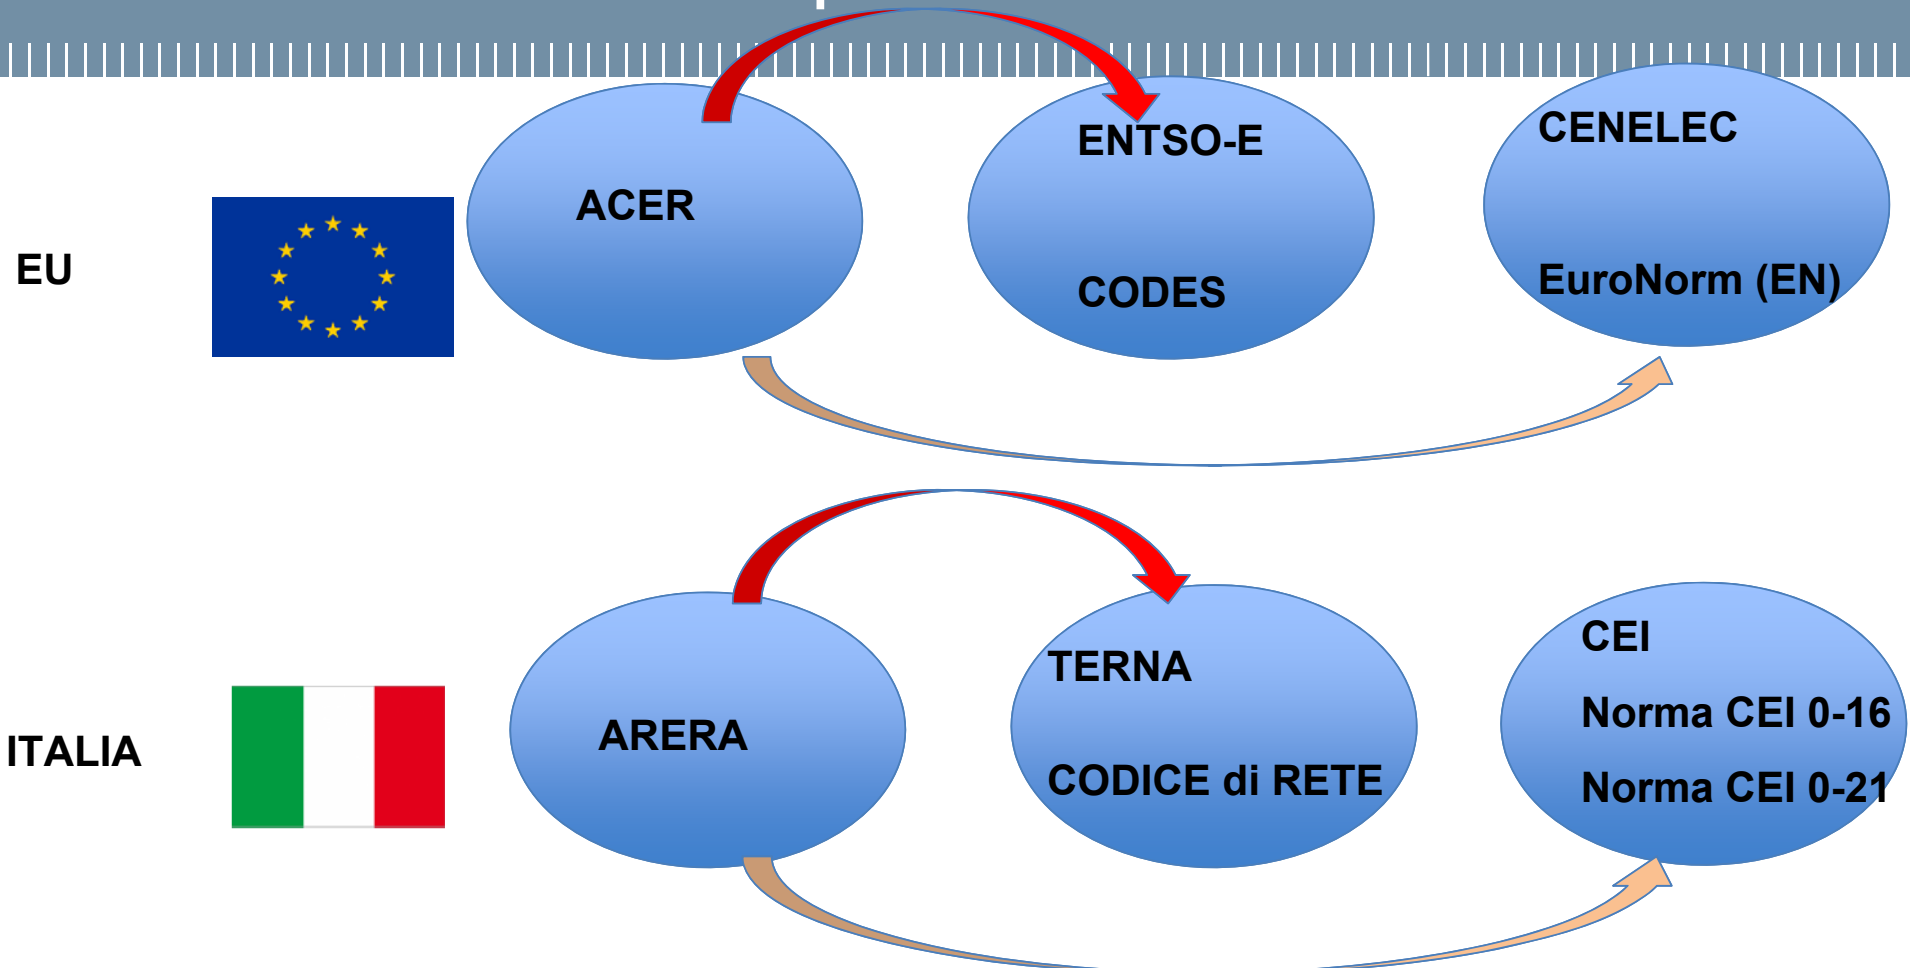 EU
ACER
ENTSO-E
CODES
CENELEC
EuroNorm (EN)
ITALIA
ARERA
TERNA
CODICE di RETE
CEI
Norma CEI 0-16
Norma CEI 0-21